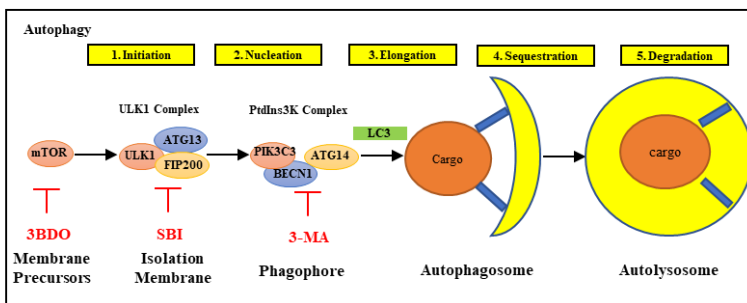 Autophagy
1. Initiation
2. Nucleation
3. Elongation
4. Sequestration
5. Degradation
ULK1 Complex
PtdIns3K Complex
LC3
mTOR
ULK1
ATG13
FIP200
PIK3C3
BECN1
ATG14
Cargo
cargo
3BDO
SBI
3-MA
Membrane
Precursors
Isolation
Membrane
Phagophore
Autophagosome
Autolysosome